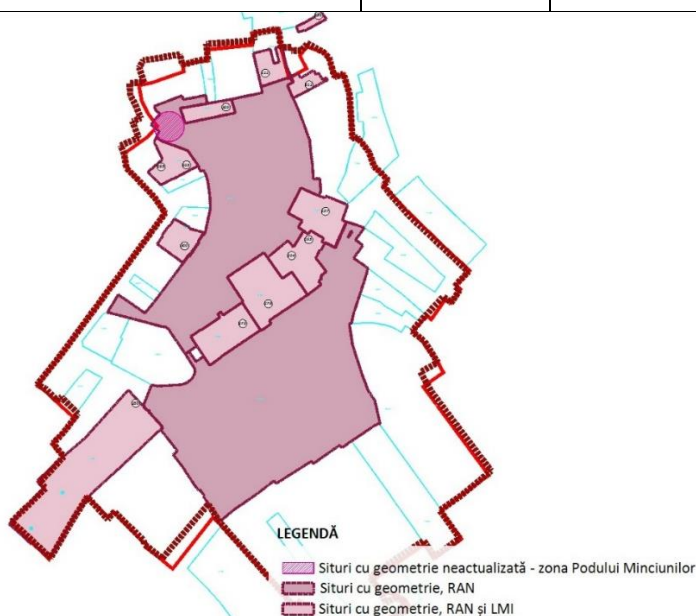 LEGENDĂ
Situri cu geometrie neactualizată - zona Podului Minciunilor
Situri cu geometrie, RAN
Situri cu geometrie, RAN și LMI